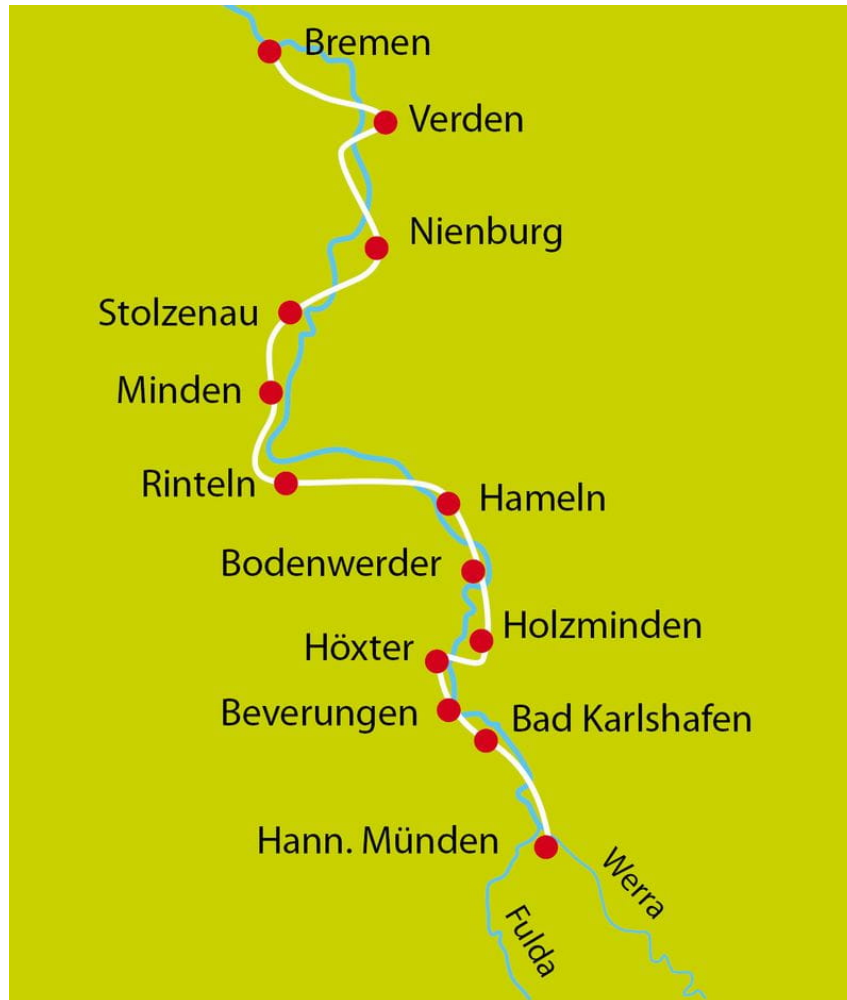 Bremen
Verden
Nienburg
Stolzenau
Minden
Rinteln
Hameln
Bodenwerder
Holzminden
Höxter
Beverungen
Bad Karlshafen
Hann. Münden
Werra
Fulda